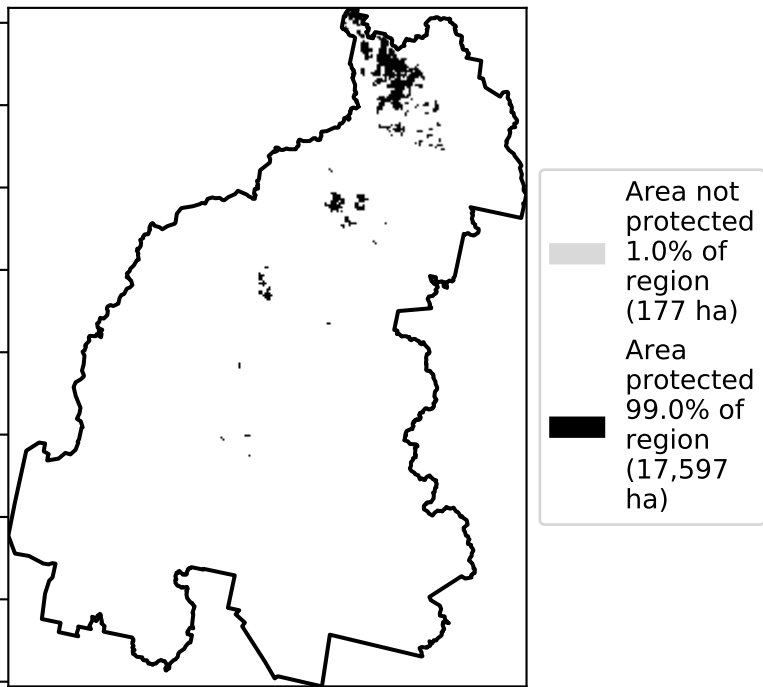 Area not
protected
1.0% of
region
(177 ha)
Area
protected
99.0% of
region
(17,597
ha)